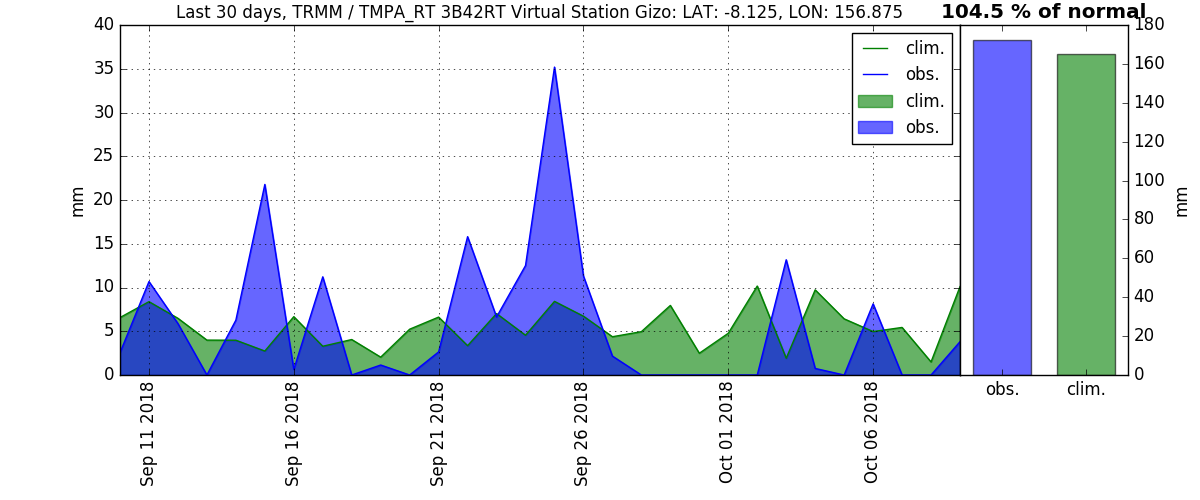 Last 30 days, TRMM / TMPA_RT 3B42RT Virtual Station Gizo: LAT: -8.125, LON: 156.875
104.5 % of normal
40
35
30
25
20
15
10
5
0
mm
clim.
obs.
clim.
obs.
Sep 11 2018
Sep 16 2018
Sep 21 2018
Sep 26 2018
Oct 01 2018
Oct 06 2018
180
160
140
120
100
80
60
40
20
0
mm
obs.
clim.